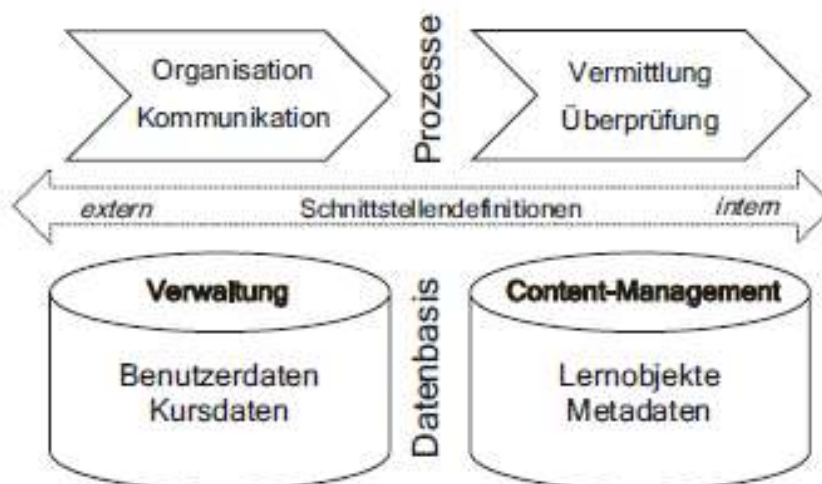 Organisation
Kommunikation
Prozesse
Vermittlung
Überprüfung
extern
Schnittstellendefinitionen
intern
Verwaltung
Benutzerdaten
Kursdaten
Datenbasis
Content-Management
Lernobjekte
Metadaten